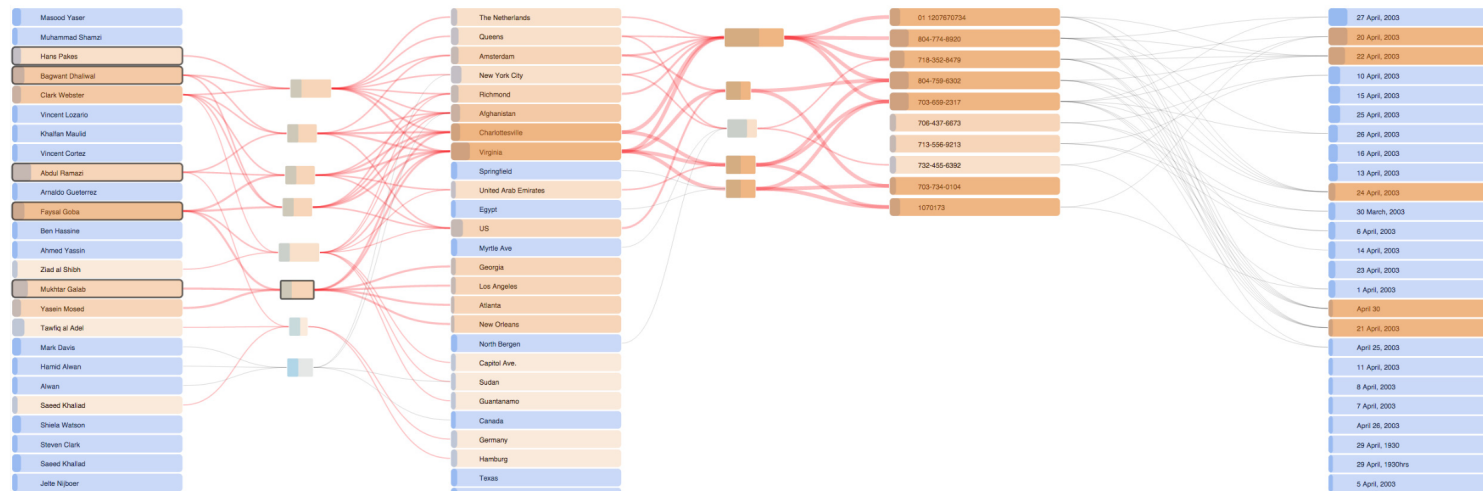 Masood Yaser
Muhammad Shamzi
Hans Pakes
Bagwant Dhaliwal
Clark Webster
Vincent Lozario
Khalfan Maulid
Vincent Cortez
Abdul Ramazi
Arnaldo Gueterrez
Faysal Goba
Ben Hassine
Ahmed Yassin
Ziad al Shibh
Mukhtar Galab
Yasein Mosed
Tawfiq al Adel
Mark Davis
Hamid Alwan
Alwan
Saeed Khaliad
Shiela Watson
Steven Clark
Saeed Khallad
Jelte Nijboer
The Netherlands
Queens
Amsterdam
New York City
Richmond
Afghanistan
Charlottesville
Virginia
Springfield
United Arab Emirates
Egypt
US
Myrtle Ave
Georgia
Los Angeles
Atlanta
New Orleans
North Bergen
Capitol Ave.
Sudan
Guantanamo
Canada
Germany
Hamburg
Texas
01 1207670734
804-774-8920
718-352-8479
804-759-6302
703-659-2317
706-437-6673
713-556-9213
732-455-6392
703-734-0104
1070173
27 April, 2003
20 April, 2003
22 April, 2003
10 April, 2003
15 April, 2003
25 April, 2003
26 April, 2003
16 April, 2003
13 April, 2003
24 April, 2003
30 March, 2003
6 April, 2003
14 April, 2003
23 April, 2003
1 April, 2003
April 30
21 April, 2003
April 25, 2003
11 April, 2003
8 April, 2003
7 April, 2003
April 26, 2003
29 April, 1930
29 April, 1930hrs
5 April, 2003